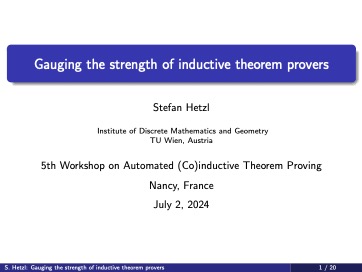 Gauging the strength of inductive theorem provers
Stefan Hetzl
Institute of Discrete Mathematics and Geometry
TU Wien, Austria
5th Workshop on Automated (Co)inductive Theorem Proving
Nancy, France
July 2, 2024
S. Hetzl: Gauging the strength of inductive theorem provers
1 / 20